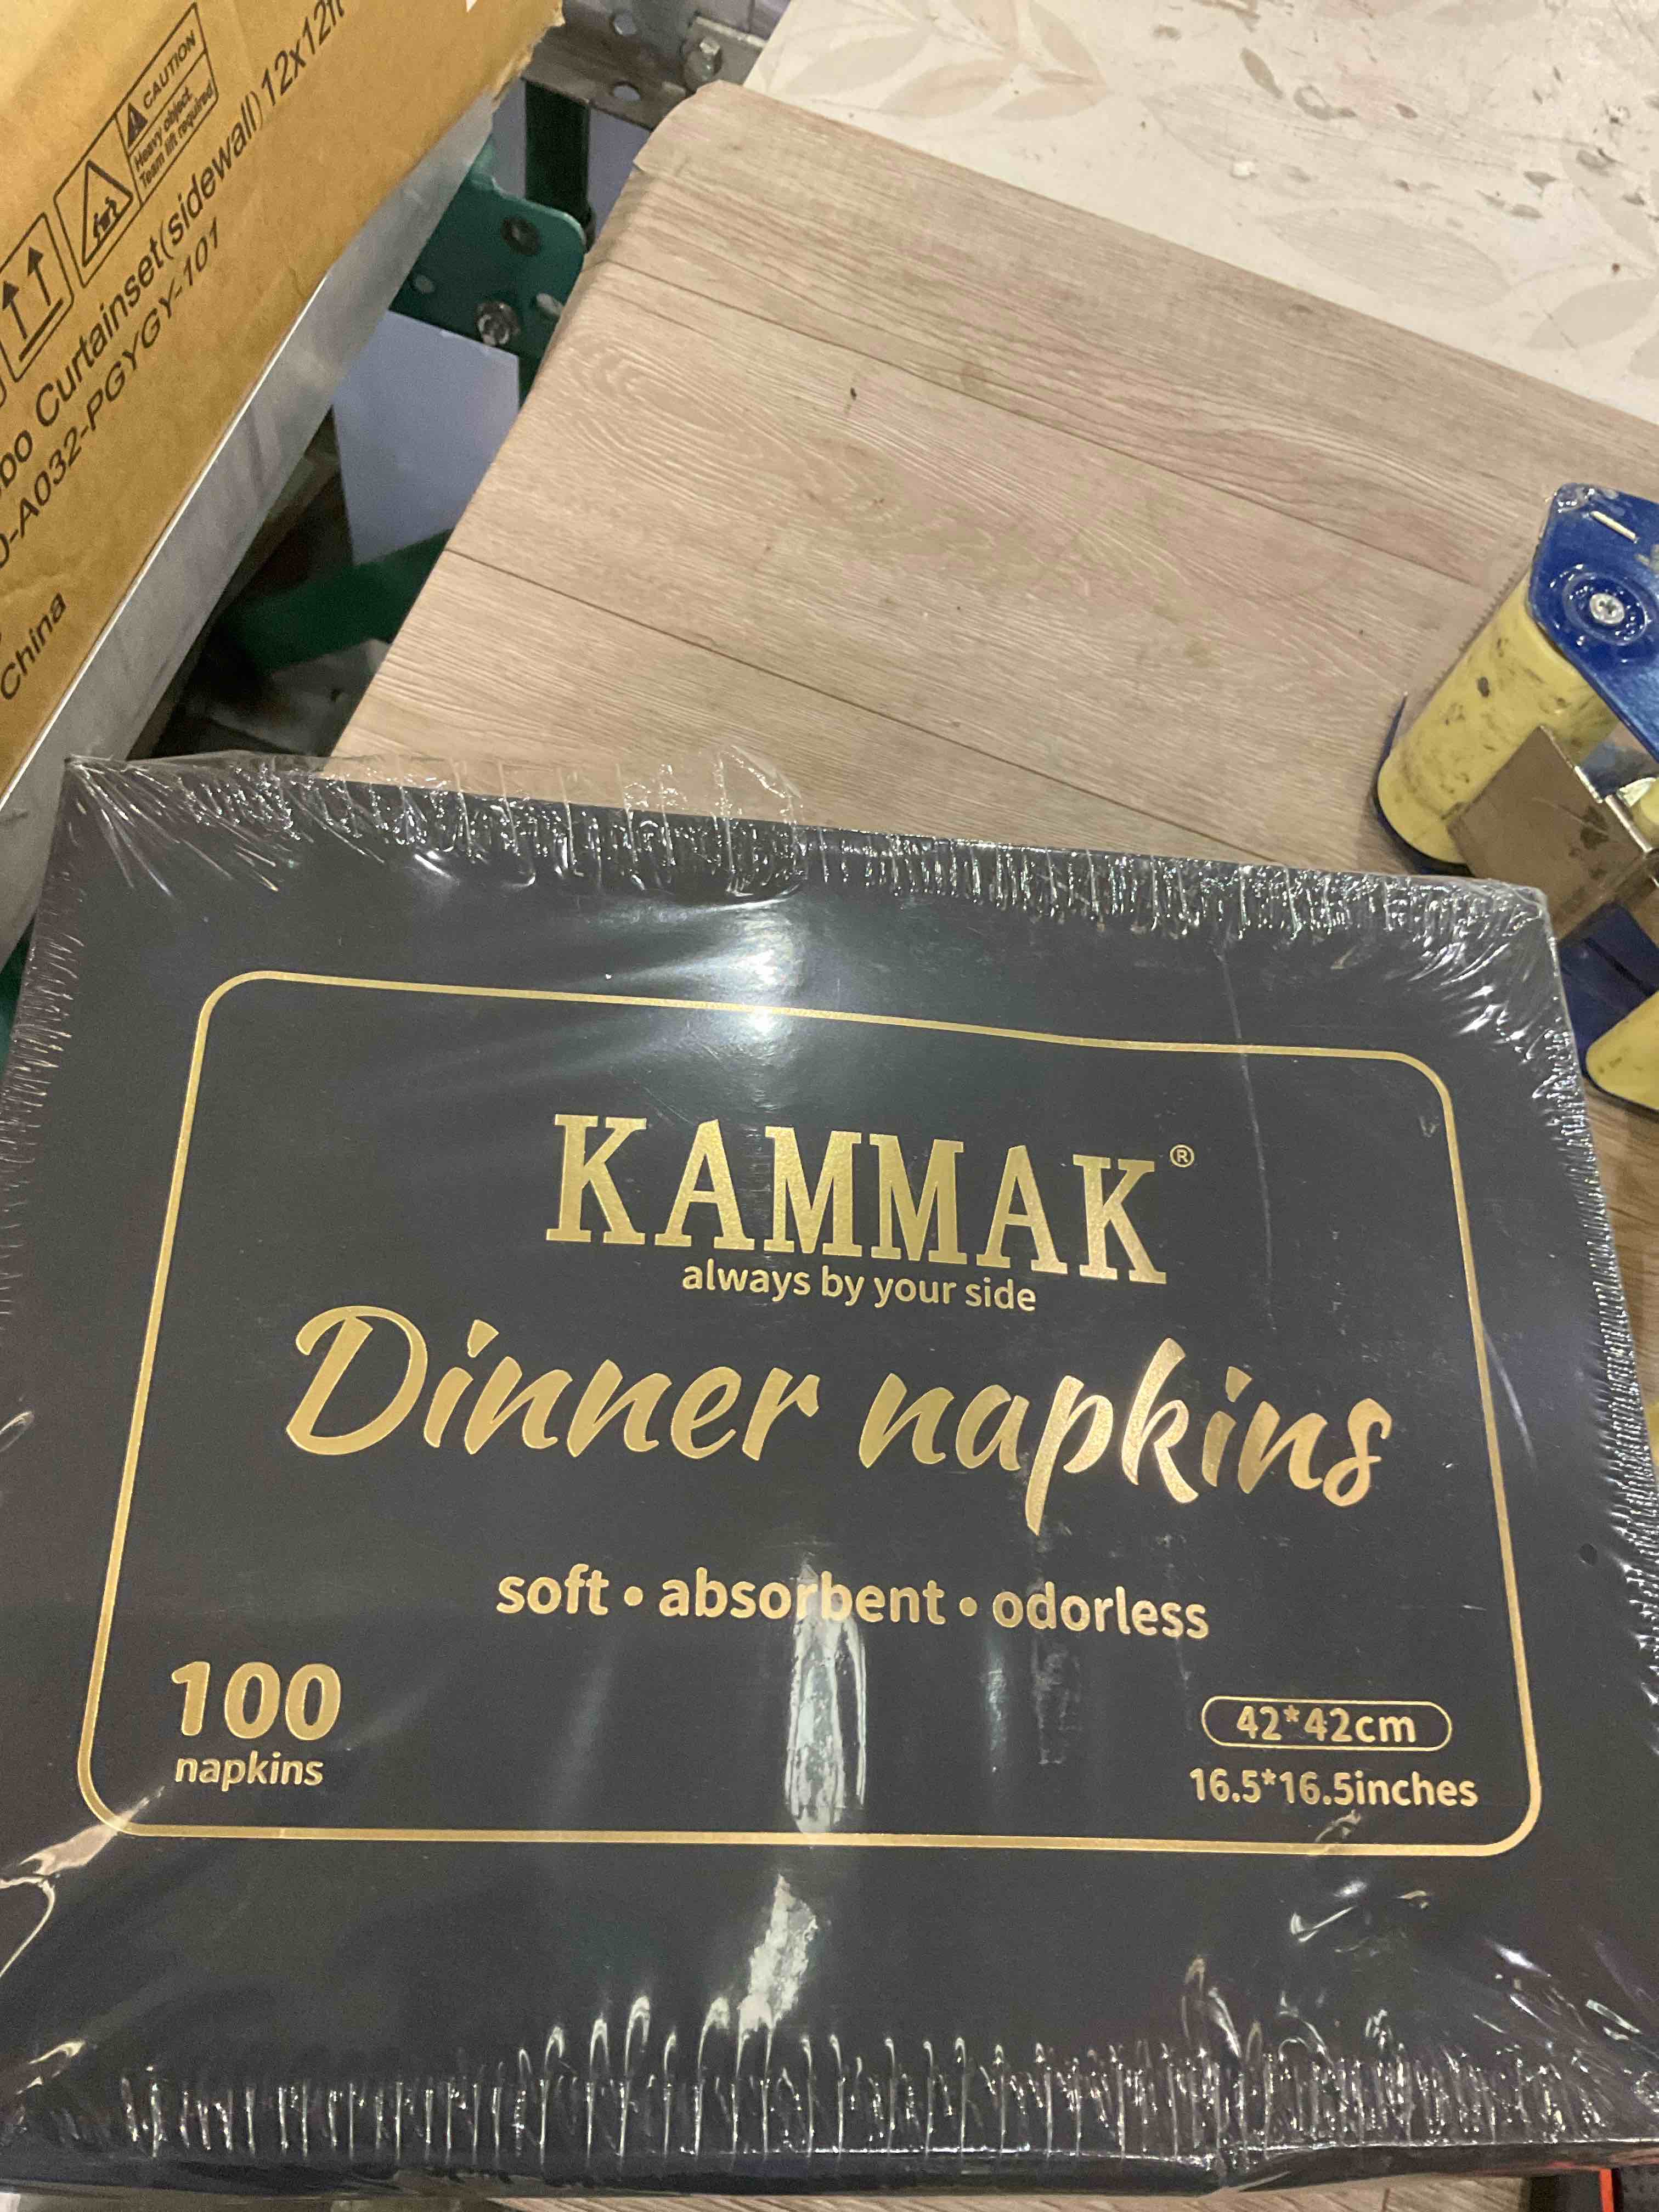 CAUTION
Heavy object.
Team lift required
Curtainset(sidewall) 12x12ft
-A032-PGYGY-101
China
KAMMAK®
always by your side
Dinner napkins
soft • absorbent • odorless
100
napkins
42*42cm
16.5*16.5inches